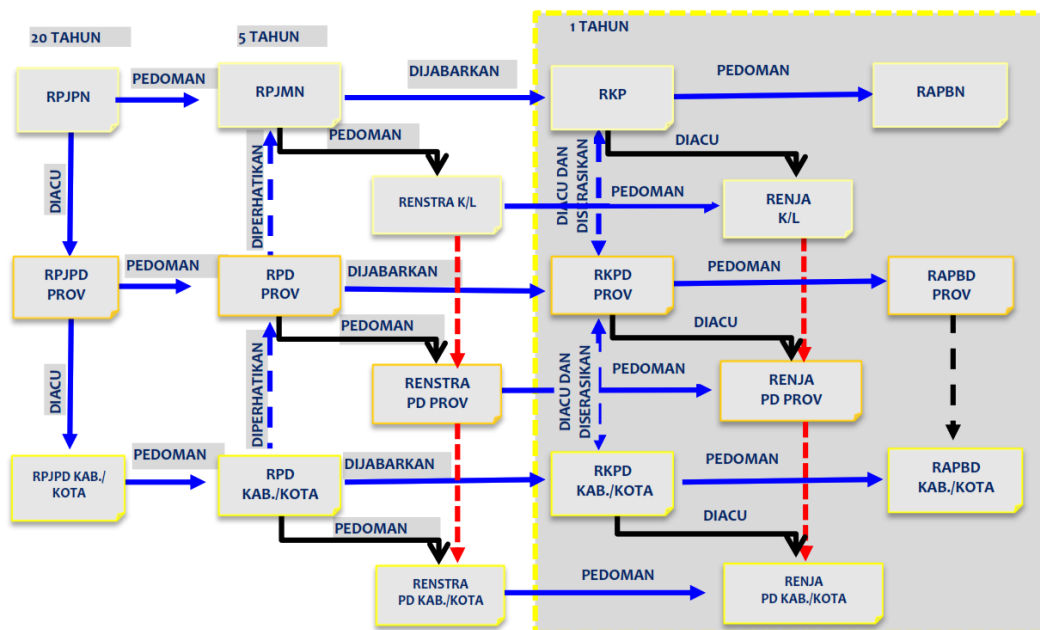 20 TAHUN
5 TAHUN
1 TAHUN
RPJPN
PEDOMAN
RPJMN
DIJABARKAN
RKP
PEDOMAN
RAPBN
DIACU
DIPERHATIKAN
PEDOMAN
RENSTRA K/L
DIACU DAN
DISERASIKAN
PEDOMAN
DIACU
RENJA
K/L
RPJPD
PROV
PEDOMAN
RPD
PROV
DIJABARKAN
RKPD
PROV
PEDOMAN
RAPBD
PROV
DIACU
DIPERHATIKAN
PEDOMAN
RENSTRA
PD PROV
DIACU DAN
DISERASIKAN
PEDOMAN
DIACU
RENJA
PD PROV
RPJPD KAB./
KOTA
PEDOMAN
RPD
KAB./KOTA
DIJABARKAN
RKPD
KAB./KOTA
PEDOMAN
RAPBD
KAB./KOTA
PEDOMAN
RENSTRA
PD KAB./KOTA
PEDOMAN
DIACU
RENJA
PD KAB./KOTA